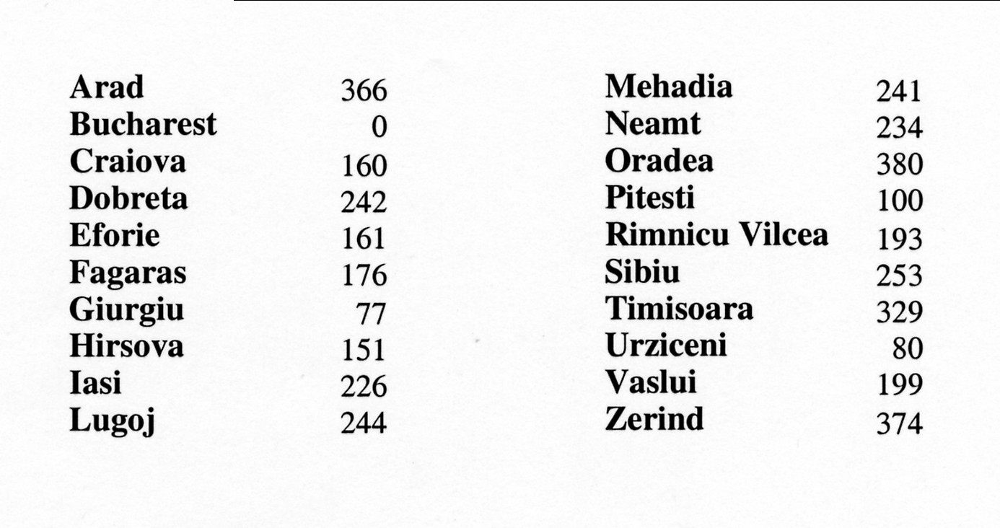 Arad 366 Mehadia 241
Bucharest 0 Neamt 234
Craiova 160 Oradea 380
Dobreta 242 Pitesti 100
Eforie 161 Rimnicu Vilcea 193
Fagaras 176 Sibiu 253
Giurgiu 77 Timisoara 329
Hirsova 151 Urziceni 80
Iasi 226 Vaslui 199
Lugoj 244 Zerind 374